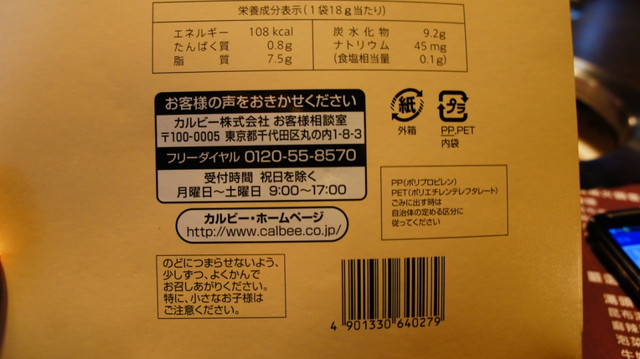 栄養成分表示(1袋18g当たり)
エネルギー 108 kcal
たんぱく質 0.8g
脂質 7.5g
炭水化物 9.2g
ナトリウム 45mg
(食塩相当量 0.1g)
お客様の声をおきかせください
カルビー株式会社 お客様相談室
〒100-0005 東京都千代田区丸の内1-8-3
フリーダイヤル 0120-55-8570
受付時間 祝日を除く
月曜日〜土曜日 9:00〜17:00
カルビー・ホームページ
http://www.calbee.co.jp/
紙
外箱
プラ
PP,PET
内袋
PP(ポリプロピレン)
PET(ポリエチレンテレフタレート)
ごみに出す時は
自治体の定める区分に
従ってください
のどにつまらせないよう、
少しずつ、よくかんで
お召しあがりください。
特に、小さなお子様は
ご注意ください。
4 901330 640279